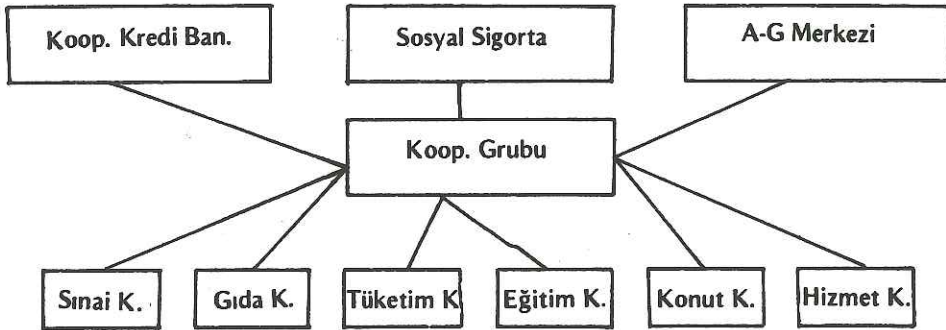 Koop. Kredi Ban.
Sosyal Sigorta
A-G Merkezi
Koop. Grubu
Sınai K.
Gıda K.
Tüketim K
Eğitim K.
Konut K.
Hizmet K.